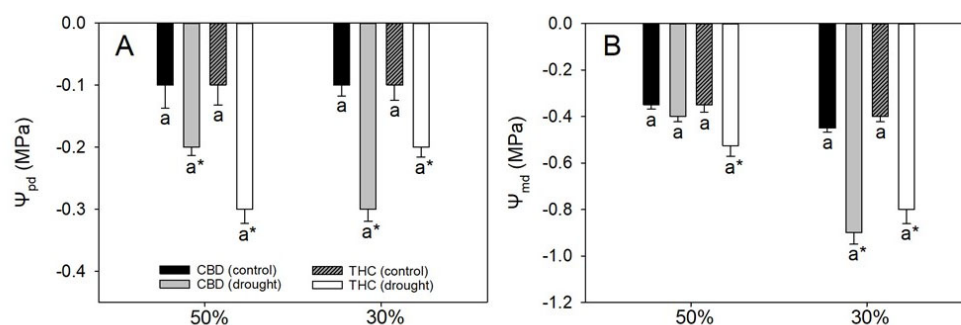 A
Ψpd (MPa)
0.0
-0.1
-0.2
-0.3
-0.4
a
a*
a
a*
a
a*
a
a*
CBD (control)
THC (control)
CBD (drought)
THC (drought)
50%
30%
B
Ψmd (MPa)
0.0
-0.2
-0.4
-0.6
-0.8
-1.0
-1.2
a
a
a
a*
a
a*
a
a*
50%
30%